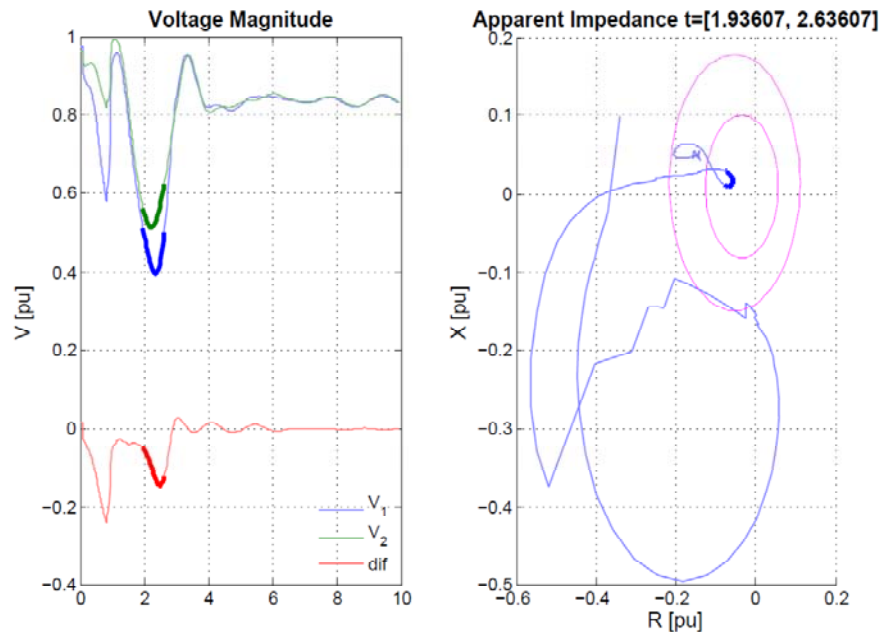 Voltage Magnitude
1
0.8
0.6
0.4
0.2
0
−0.2
−0.4
V [pu]
V1
V2
dif
0 2 4 6 8 10
Apparent Impedance t=[1.93607, 2.63607]
0.2
0.1
0
−0.1
−0.2
−0.3
−0.4
−0.5
X [pu]
−0.6 −0.4 −0.2 0 0.2
R [pu]